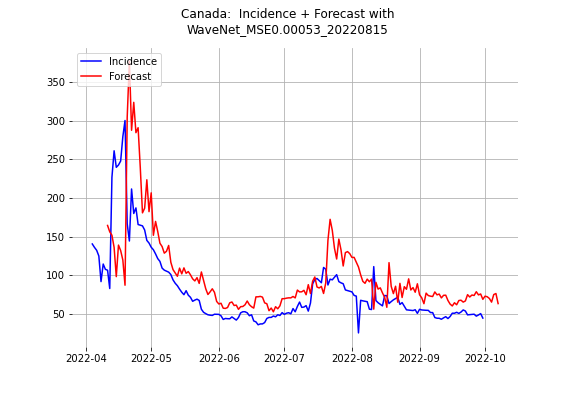 Canada:  Incidence + Forecast with
WaveNet_MSE0.00053_20220815
Incidence
Forecast
350
300
250
200
150
100
50
2022-04 2022-05 2022-06 2022-07 2022-08 2022-09 2022-10